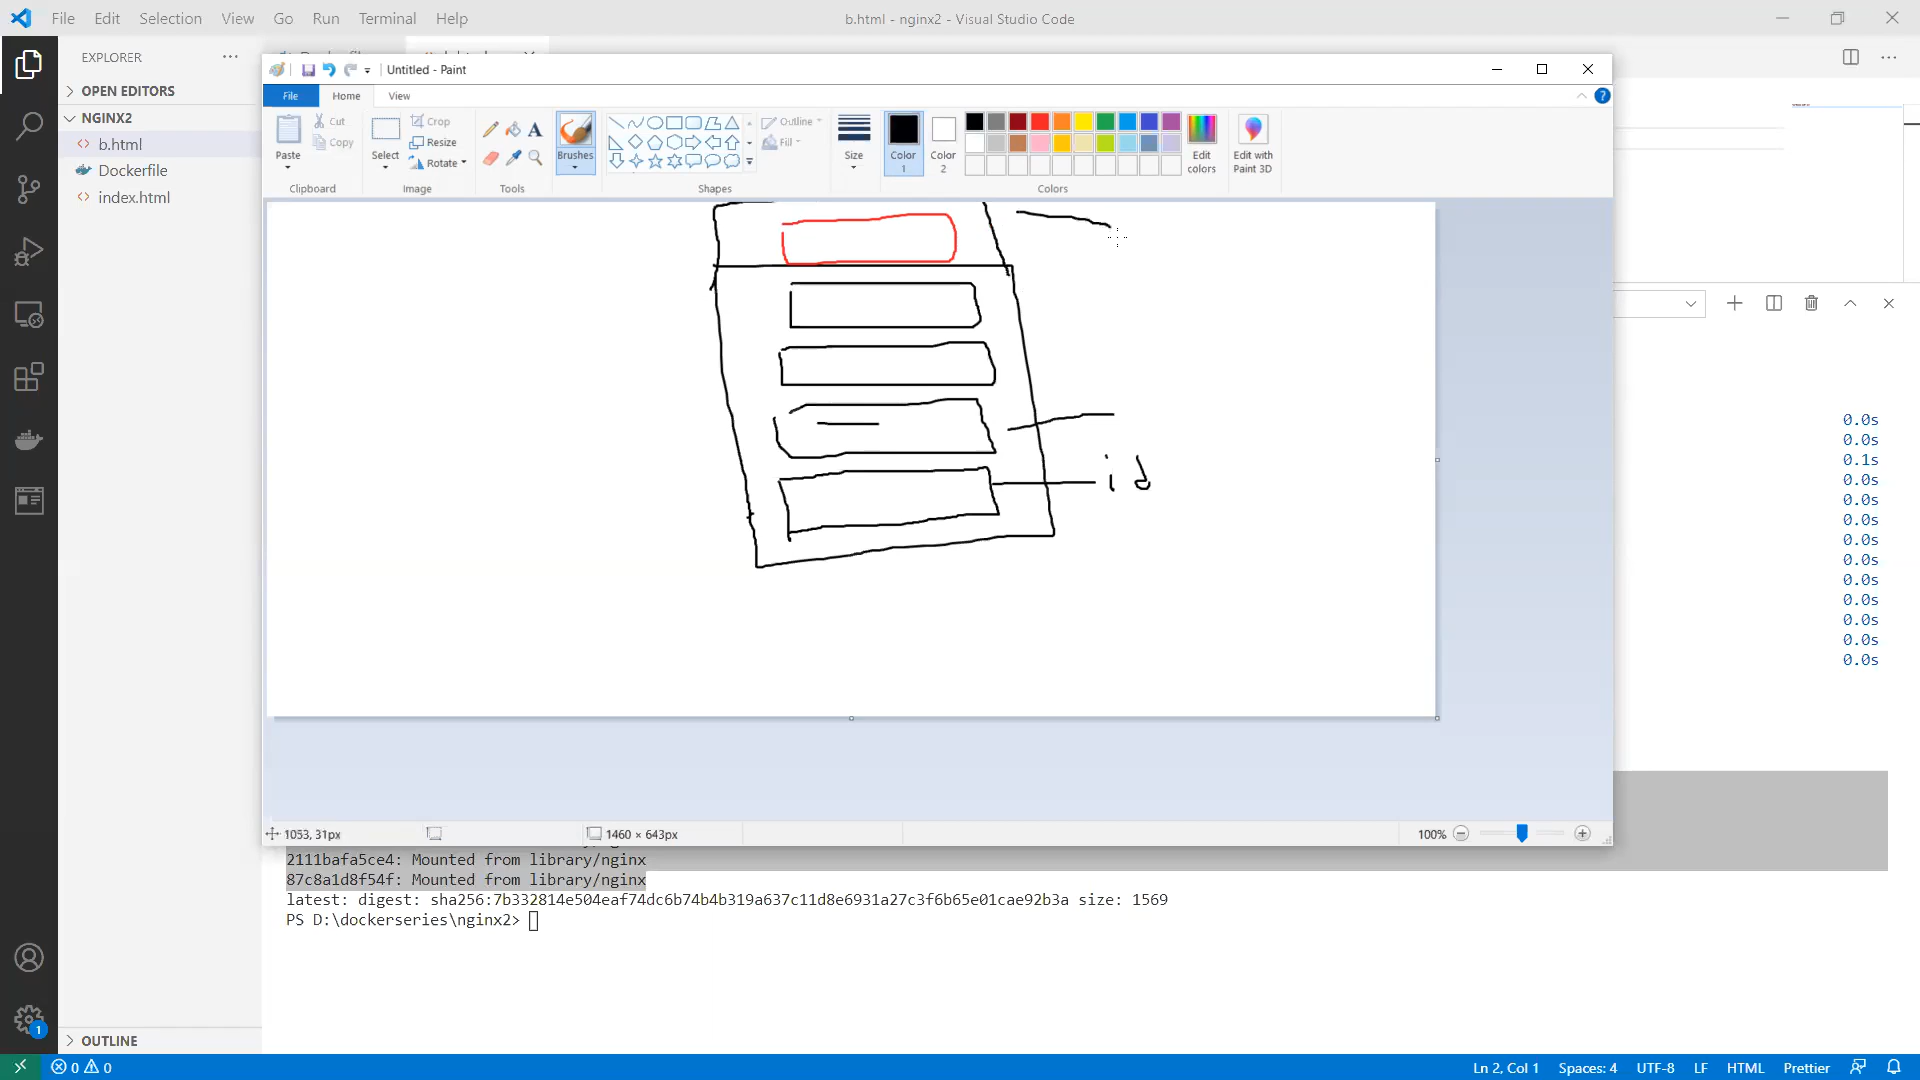 File Edit Selection View Go Run Terminal Help
b.html - nginx2 - Visual Studio Code
EXPLORER
OPEN EDITORS
NGINX2
b.html
Dockerfile
index.html
OUTLINE
Untitled - Paint
File Home View
Paste
Cut
Copy
Clipboard
Select
Crop
Resize
Rotate
Image
Tools
Brushes
Shapes
Outline
Fill
Size
Color 1
Color 2
Colors
Edit colors
Edit with Paint 3D
id
1053, 31px
1460 × 643px
100%
0.0s
0.0s
0.1s
0.0s
0.0s
0.0s
0.0s
0.0s
0.0s
0.0s
0.0s
0.0s
0.0s
2111bafa5ce4: Mounted from library/nginx
87c8a1d8f54f: Mounted from library/nginx
latest: digest: sha256:7b332814e504eaf74dc6b74b4b319a637c11d8e6931a27c3f6b65e01cae92b3a size: 1569
PS D:\dockerseries\nginx2>
1
0 0
Ln 2, Col 1 Spaces: 4 UTF-8 LF HTML Prettier